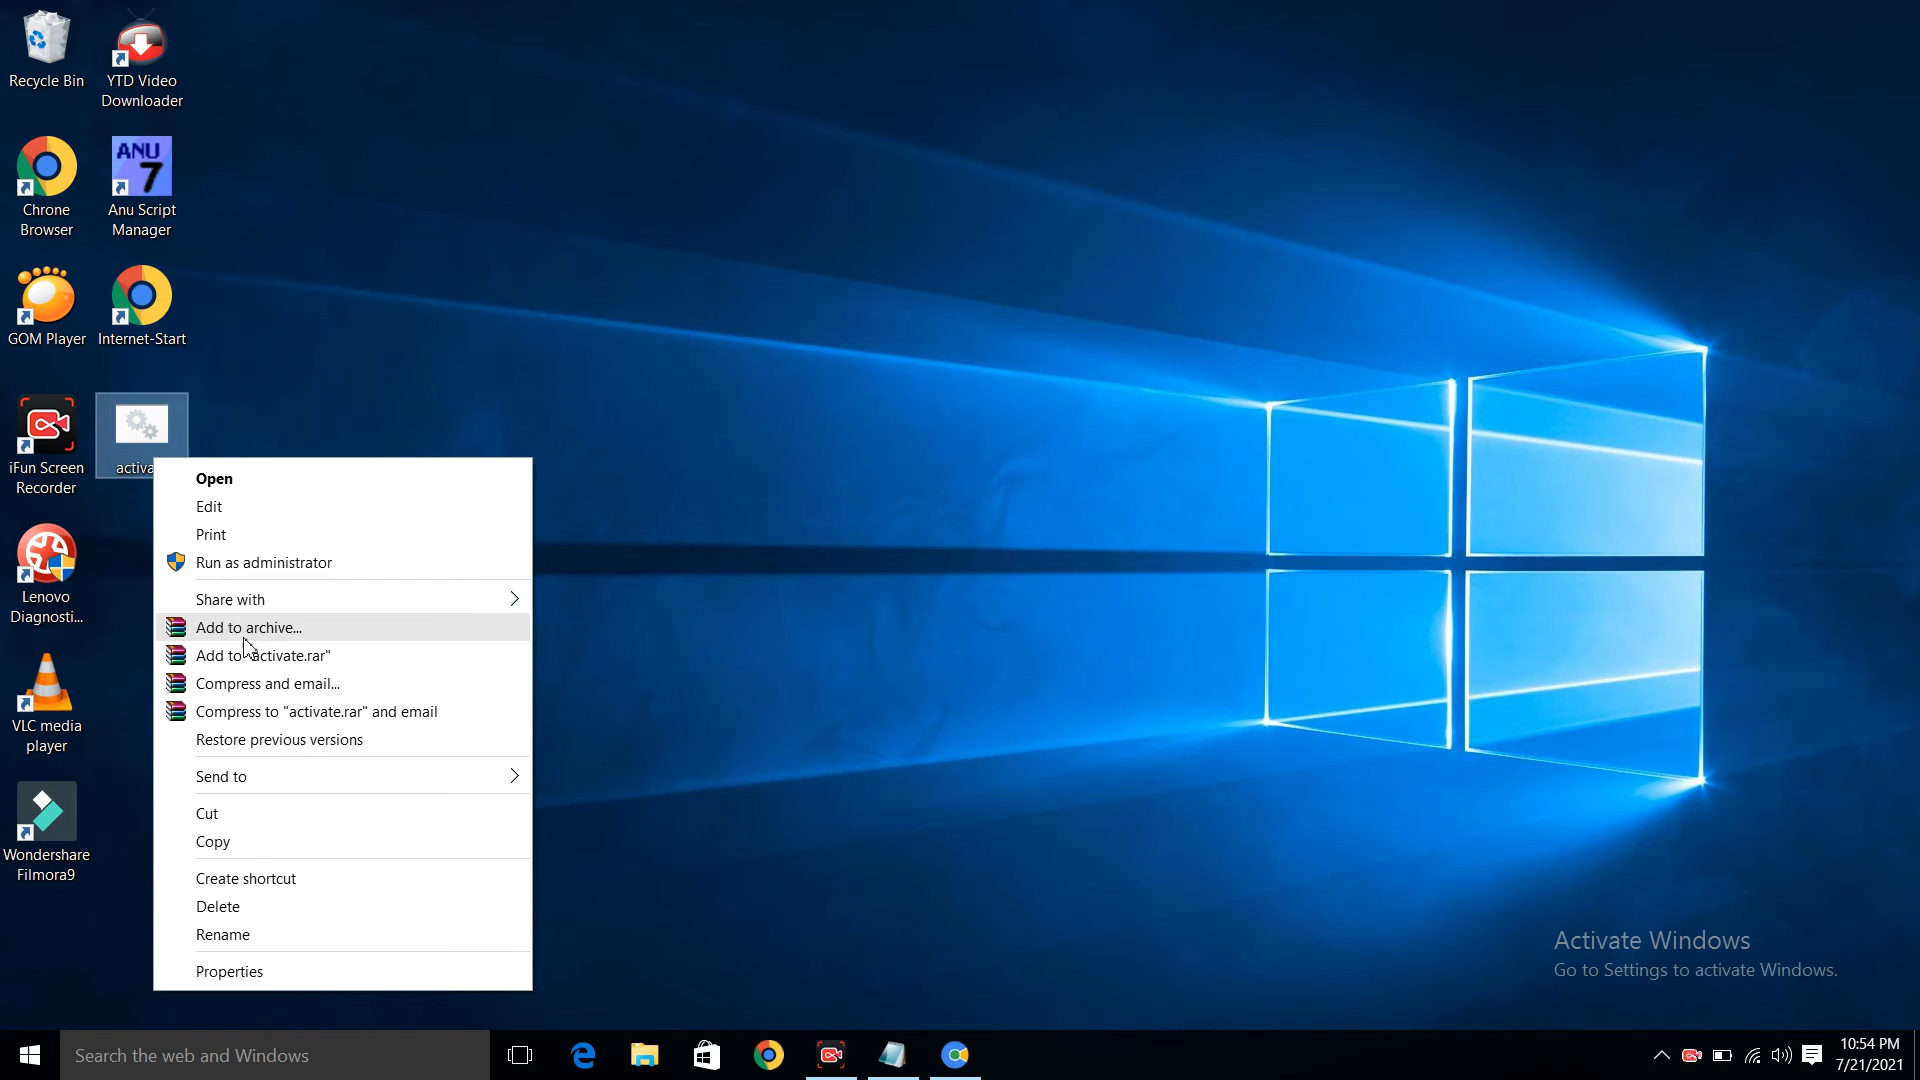 Recycle Bin
YTD Video
Downloader
Chrone
Browser
ANU
7
Anu Script
Manager
GOM Player
Internet-Start
iFun Screen
Recorder
Lenovo
Diagnosti...
VLC media
player
Wondershare
Filmora9
Open
Edit
Print
Run as administrator
Share with
Add to archive...
Add to "activate.rar"
Compress and email...
Compress to "activate.rar" and email
Restore previous versions
Send to
Cut
Copy
Create shortcut
Delete
Rename
Properties
Activate Windows
Go to Settings to activate Windows.
Search the web and Windows
10:54 PM
7/21/2021